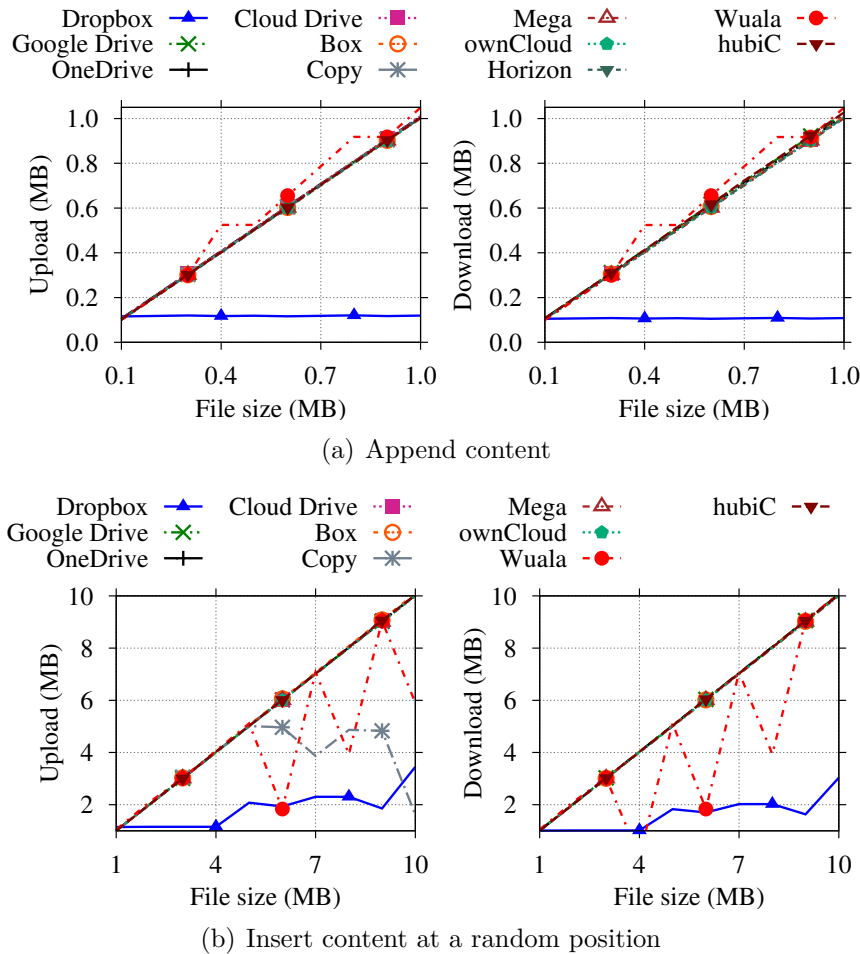 Dropbox Cloud Drive Mega Wuala
Google Drive Box ownCloud hubiC
OneDrive Copy Horizon
1.0 1.0
0.8 0.8
0.6 0.6
0.4 0.4
0.2 0.2
0.0 0.0
Upload (MB) Download (MB)
0.1 0.4 0.7 1.0 0.1 0.4 0.7 1.0
File size (MB) File size (MB)
(a) Append content
Dropbox Cloud Drive Mega hubiC
Google Drive Box ownCloud
OneDrive Copy Wuala
10 10
8 8
6 6
4 4
2 2
Upload (MB) Download (MB)
1 4 7 10 1 4 7 10
File size (MB) File size (MB)
(b) Insert content at a random position